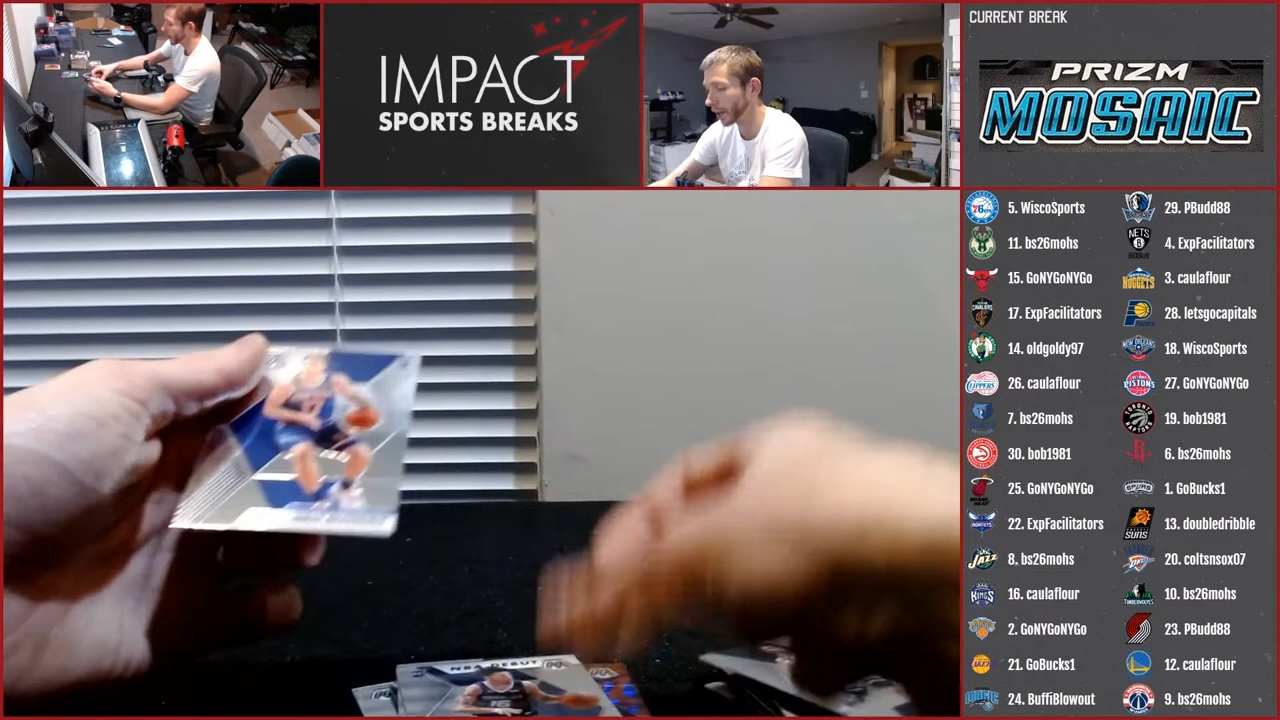 IMPACT
SPORTS BREAKS
CURRENT BREAK
PRIZM
MOSAIC
5. WiscoSports
29. PBudd88
11. bs26mohs
4. ExpFacilitators
15. GoNYGoNYGo
3. caulaflour
17. ExpFacilitators
28. letsgocapitals
14. oldgoldy97
18. WiscoSports
26. caulaflour
27. GoNYGoNYGo
7. bs26mohs
19. bob1981
30. bob1981
6. bs26mohs
25. GoNYGoNYGo
1. GoBucks1
22. ExpFacilitators
13. doubledribble
8. bs26mohs
20. coltsnsox07
16. caulaflour
10. bs26mohs
2. GoNYGoNYGo
23. PBudd88
21. GoBucks1
12. caulaflour
24. BuffiBlowout
9. bs26mohs
NBA DEBUT